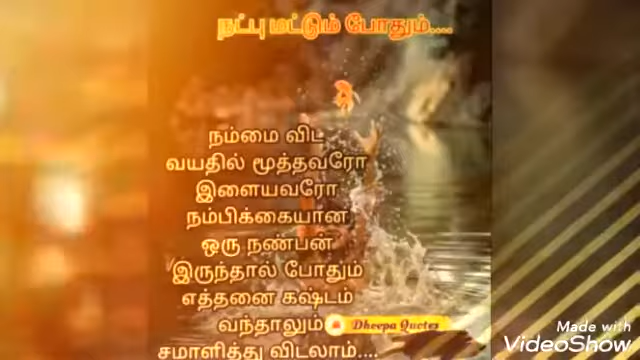 நட்பு மட்டும் போதும்....
நம்மை விட
வயதில் மூத்தவரோ
இளையவரோ
நம்பிக்கையான
ஒரு நண்பன்
இருந்தால் போதும்
எத்தனை கஷ்டம்
வந்தாலும்
Dheepa Quotes
சமாளித்து விடலாம்....
Made with
VideoShow